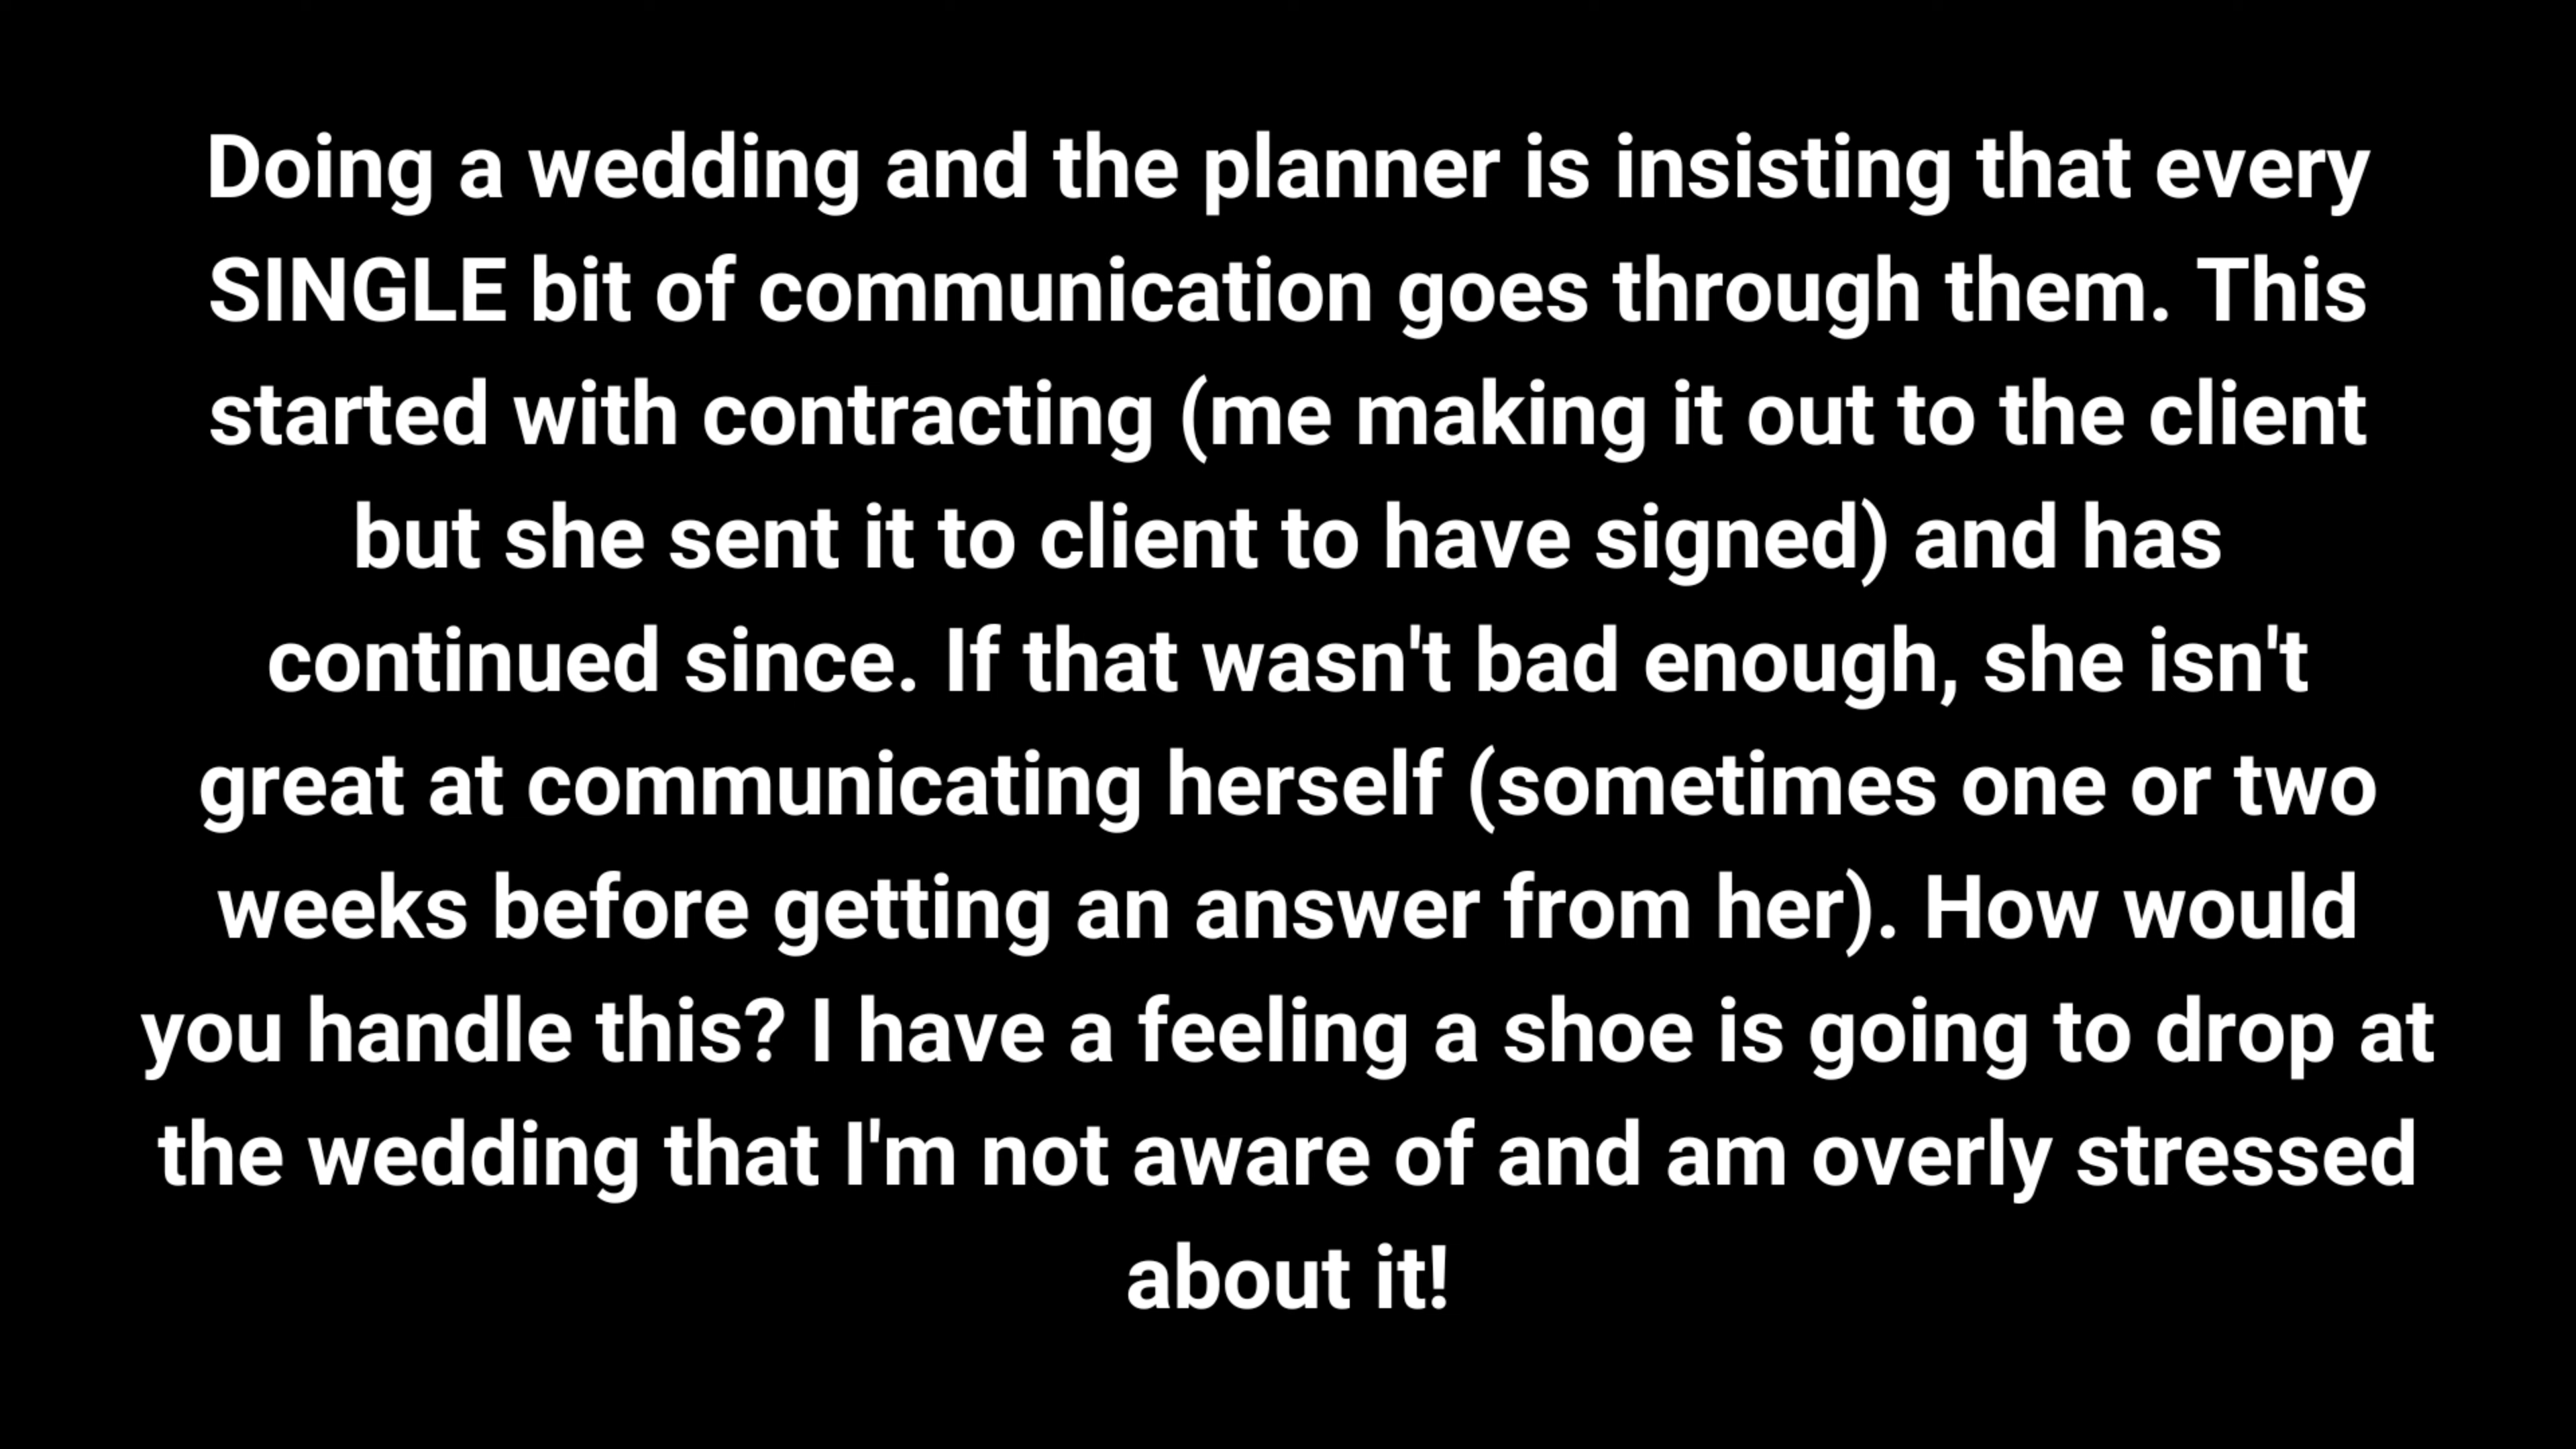 Doing a wedding and the planner is insisting that every
SINGLE bit of communication goes through them. This
started with contracting (me making it out to the client
but she sent it to client to have signed) and has
continued since. If that wasn't bad enough, she isn't
great at communicating herself (sometimes one or two
weeks before getting an answer from her). How would
you handle this? I have a feeling a shoe is going to drop at
the wedding that I'm not aware of and am overly stressed
about it!